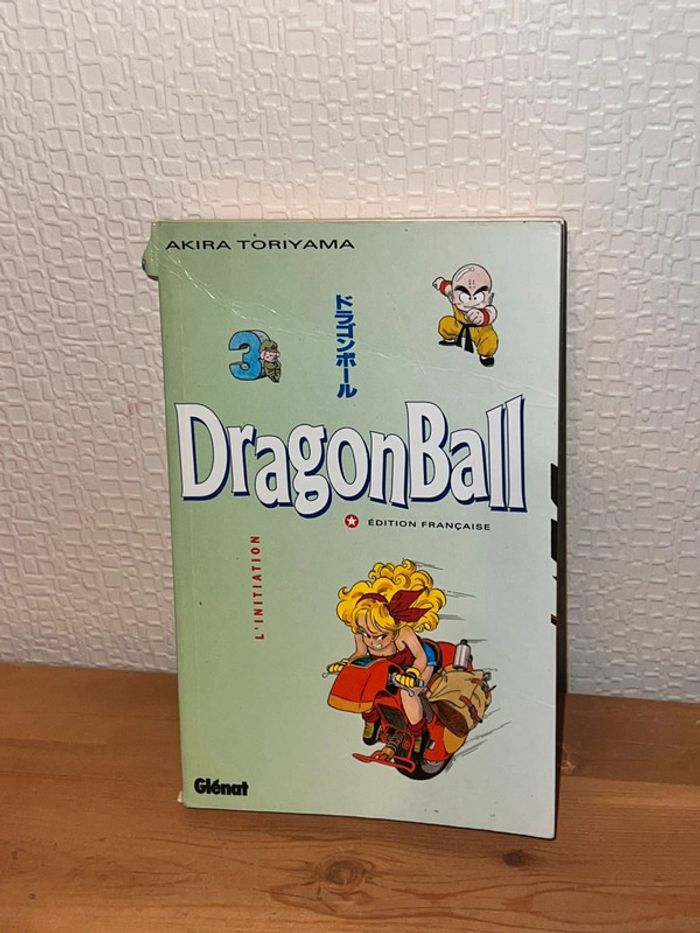 AKIRA TORIYAMA
3
ドラゴンボール
DragonBall
ÉDITION FRANÇAISE
L'INITIATION
Glénat